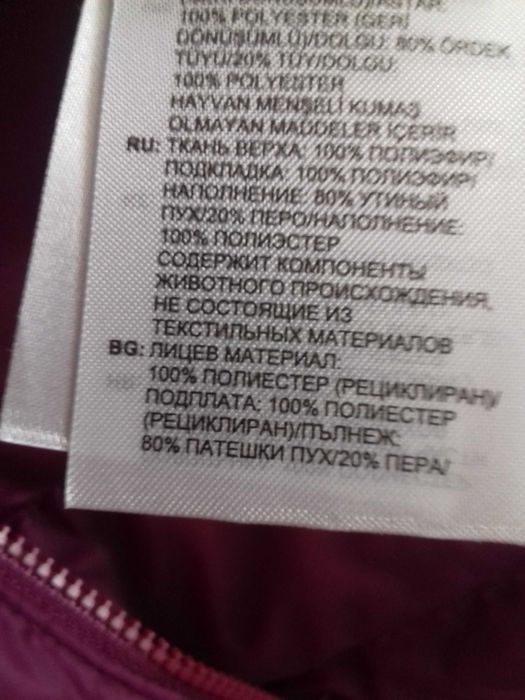 DÖNÜŞÜMLÜ)/ASTAR:
100% POLYESTER (GERİ
DÖNÜŞÜMLÜ)/DOLGU: 80% ÖRDEK
TÜYÜ/20% TÜY/DOLGU:
100% POLYESTER
HAYVAN MENŞELİ KUMAŞ
OLMAYAN MADDELER İÇERİR
RU: ТКАНЬ ВЕРХА: 100% ПОЛИЭФИР/
ПОДКЛАДКА: 100% ПОЛИЭФИР/
НАПОЛНЕНИЕ: 80% УТИНЫЙ
ПУХ/20% ПЕРО/НАПОЛНЕНИЕ:
100% ПОЛИЭСТЕР
СОДЕРЖИТ КОМПОНЕНТЫ
ЖИВОТНОГО ПРОИСХОЖДЕНИЯ,
НЕ СОСТОЯЩИЕ ИЗ
ТЕКСТИЛЬНЫХ МАТЕРИАЛОВ
BG: ЛИЦЕВ МАТЕРИАЛ:
100% ПОЛИЕСТЕР (РЕЦИКЛИРАН)/
ПОДПЛАТА: 100% ПОЛИЕСТЕР
(РЕЦИКЛИРАН)/ПЪЛНЕЖ:
80% ПАТЕШКИ ПУХ/20% ПЕРА/